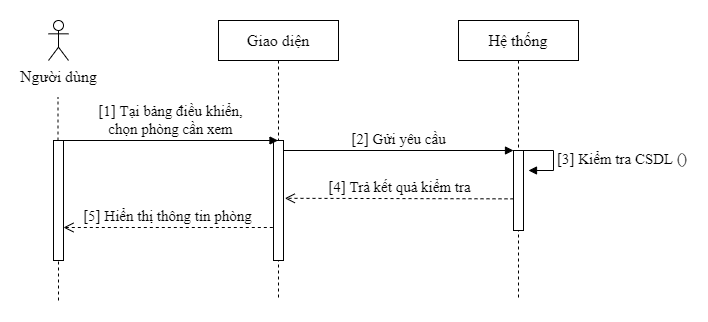 Giao diện
Hệ thống
Người dùng
[1] Tại bảng điều khiển,
chọn phòng cần xem
[2] Gửi yêu cầu
[3] Kiểm tra CSDL ()
[4] Trả kết quả kiểm tra
[5] Hiển thị thông tin phòng